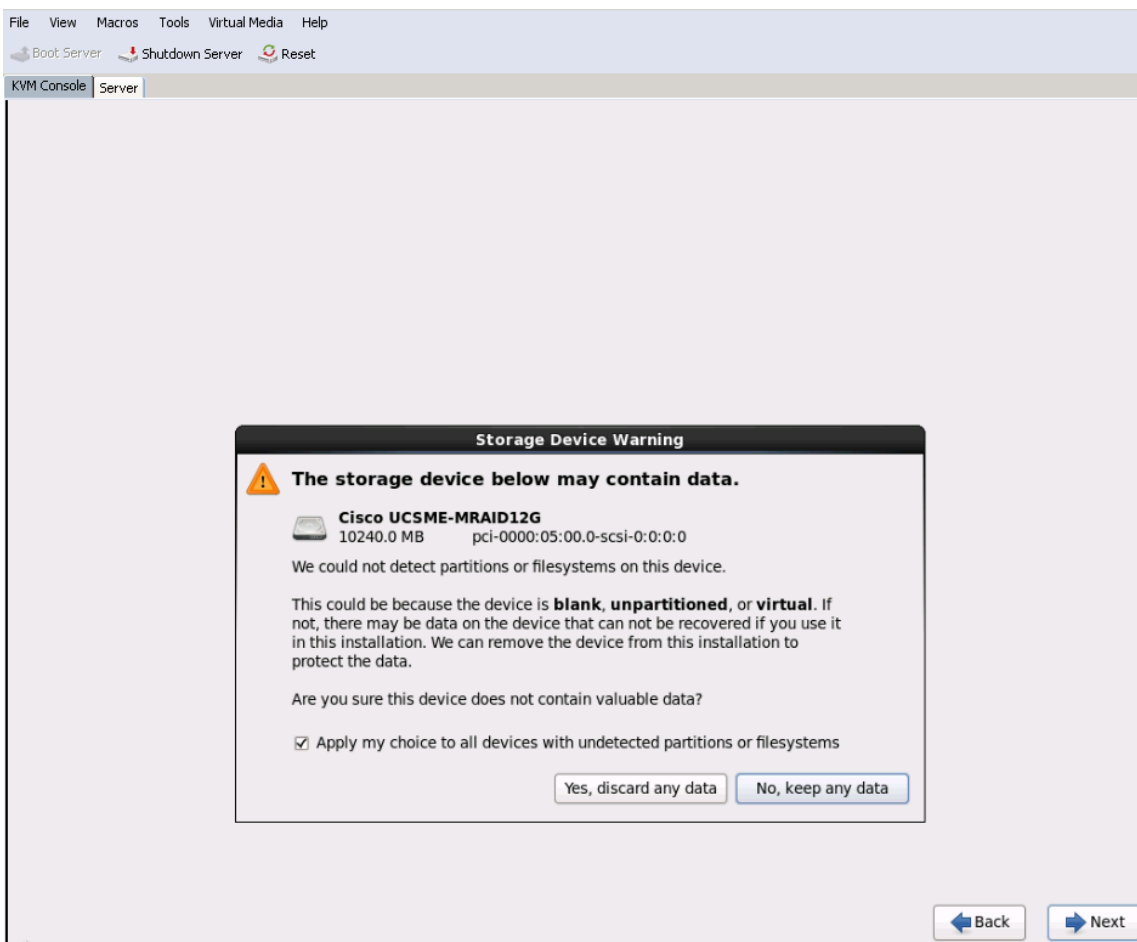 File View Macros Tools Virtual Media Help
Boot Server Shutdown Server Reset
KVM Console Server
Storage Device Warning
The storage device below may contain data.
Cisco UCSME-MRAID12G
10240.0 MB pci-0000:05:00.0-scsi-0:0:0:0
We could not detect partitions or filesystems on this device.
This could be because the device is blank, unpartitioned, or virtual. If
not, there may be data on the device that can not be recovered if you use it
in this installation. We can remove the device from this installation to
protect the data.
Are you sure this device does not contain valuable data?
Apply my choice to all devices with undetected partitions or filesystems
Yes, discard any data No, keep any data
Back Next